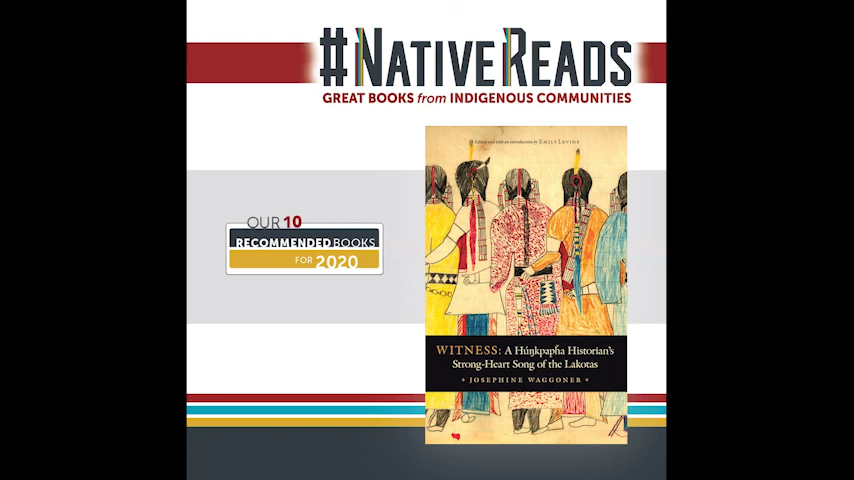 #NATIVEREADS
GREAT BOOKS from INDIGENOUS COMMUNITIES
OUR 10
RECOMMENDED BOOKS
FOR 2020
Edited and with an introduction by EMILY LEVINE
WITNESS: A Húŋkpapȟa Historian's
Strong-Heart Song of the Lakotas
JOSEPHINE WAGGONER